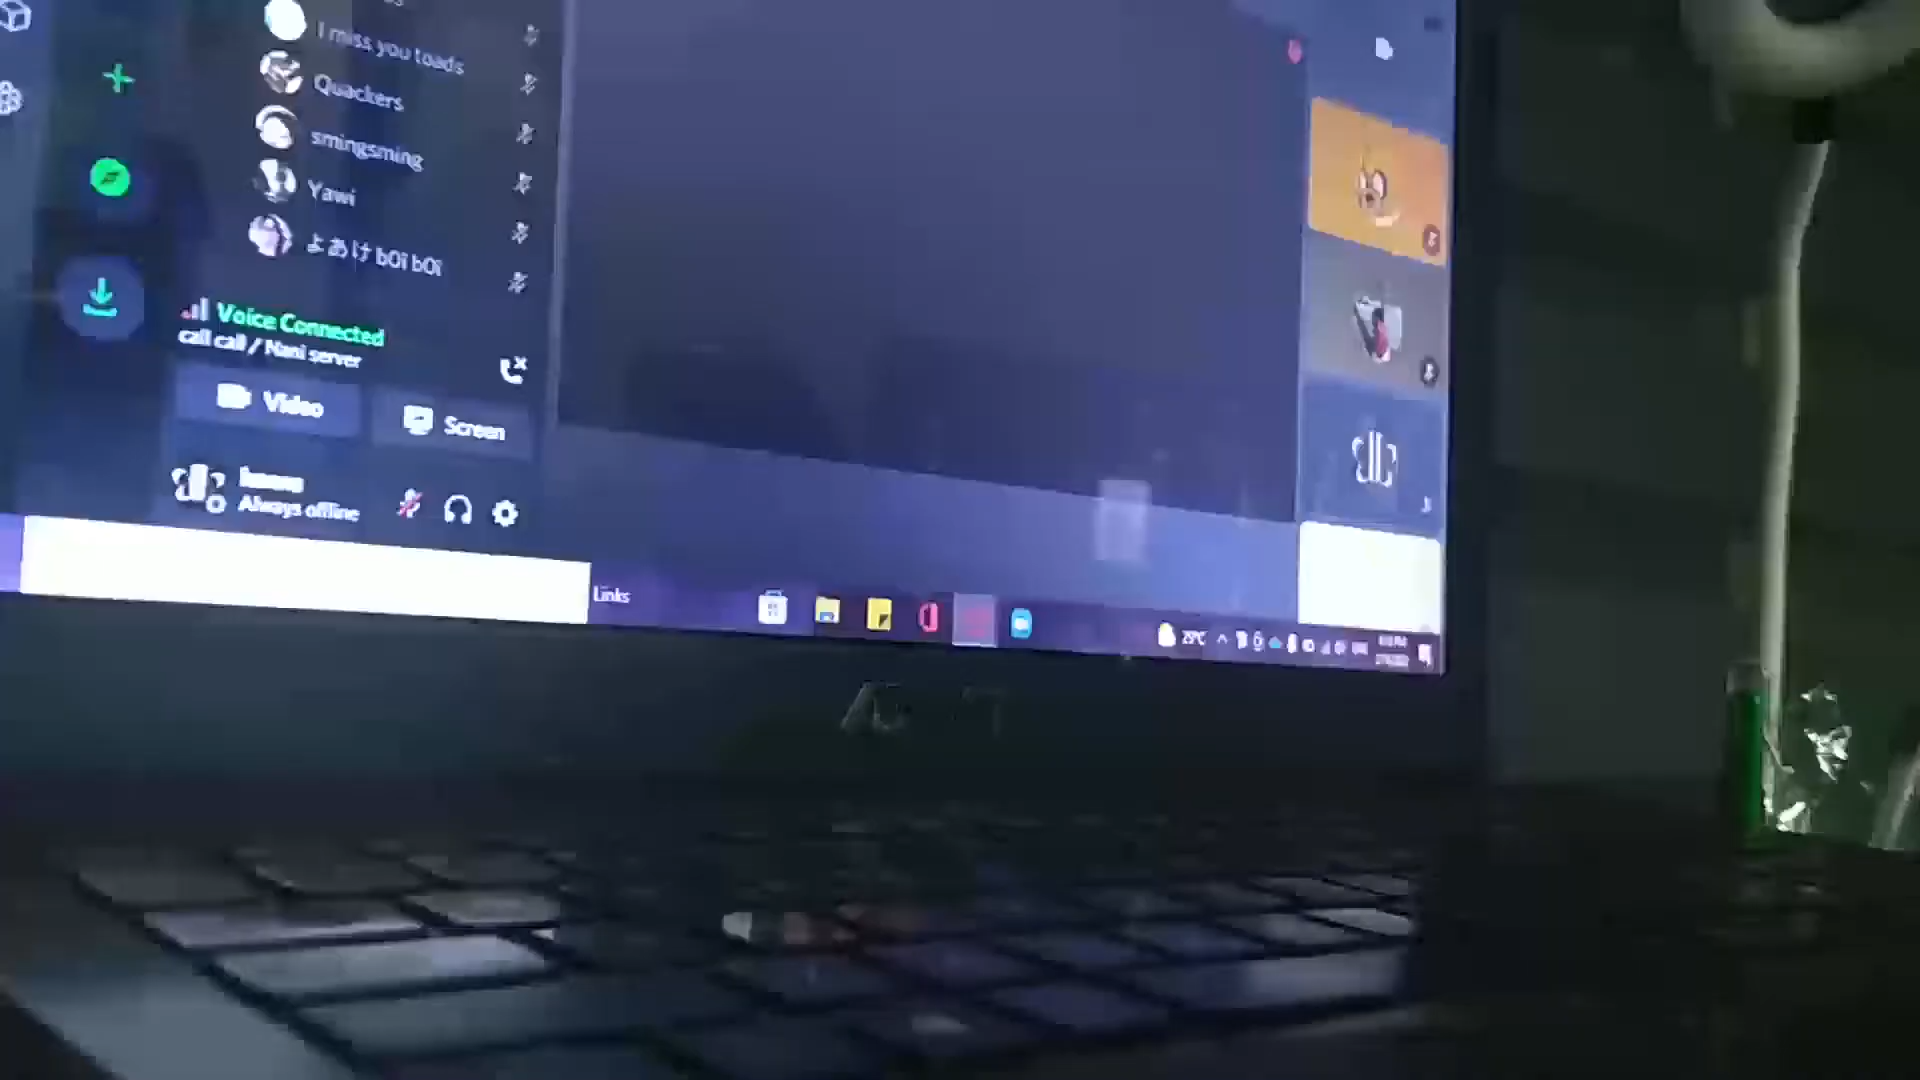 I miss you toads
Quackers
smingsming
Yawi
よあけ b0i b0i
Voice Connected
call call / Nani server
Video
Screen
Always offline
Links
29°C